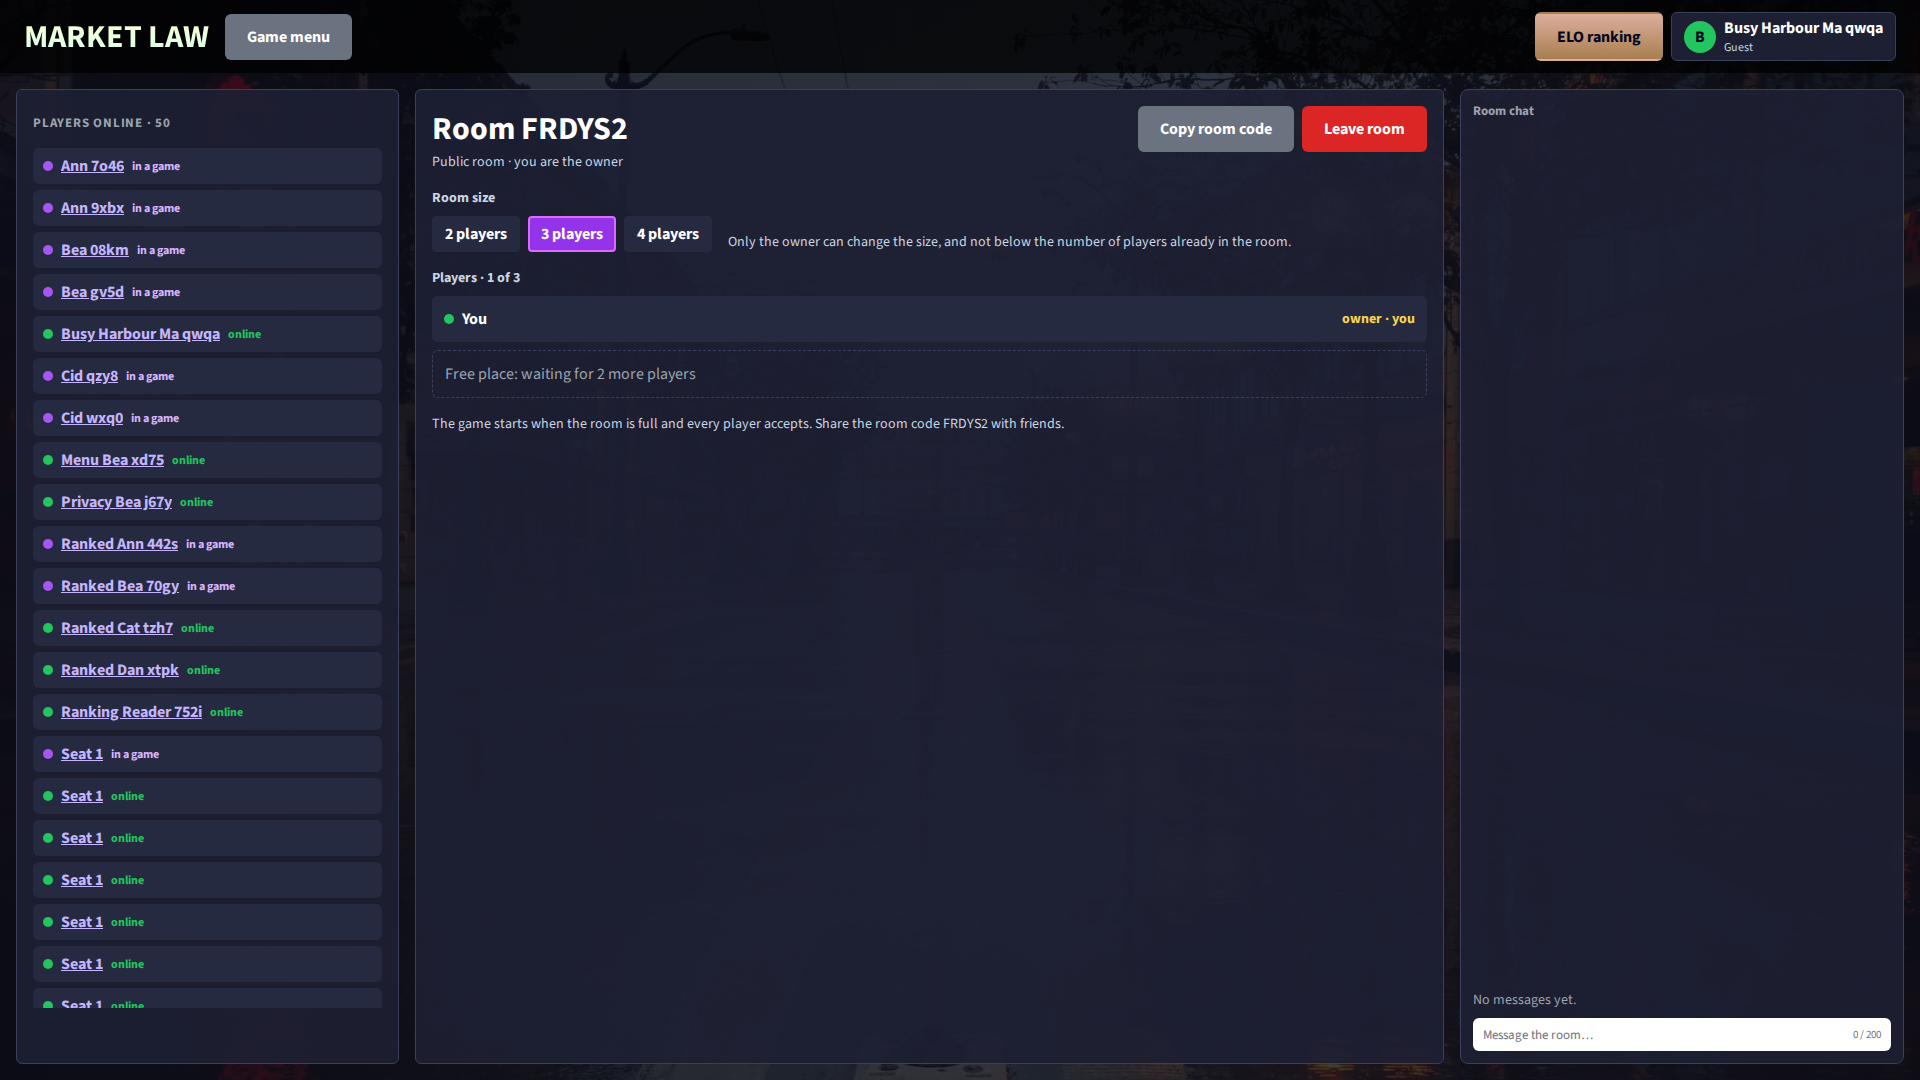 MARKET LAW
Game menu
ELO ranking
B
Busy Harbour Ma qwqa
Guest
PLAYERS ONLINE · 50
Ann 7o46 in a game
Ann 9xbx in a game
Bea 08km in a game
Bea gv5d in a game
Busy Harbour Ma qwqa online
Cid qzy8 in a game
Cid wxq0 in a game
Menu Bea xd75 online
Privacy Bea j67y online
Ranked Ann 442s in a game
Ranked Bea 70gy in a game
Ranked Cat tzh7 online
Ranked Dan xtpk online
Ranking Reader 752i online
Seat 1 in a game
Seat 1 online
Seat 1 online
Seat 1 online
Seat 1 online
Seat 1 online
Seat 1 online
Room FRDYS2
Public room · you are the owner
Copy room code
Leave room
Room size
2 players
3 players
4 players
Only the owner can change the size, and not below the number of players already in the room.
Players · 1 of 3
You
owner · you
Free place: waiting for 2 more players
The game starts when the room is full and every player accepts. Share the room code FRDYS2 with friends.
Room chat
No messages yet.
Message the room…
0 / 200